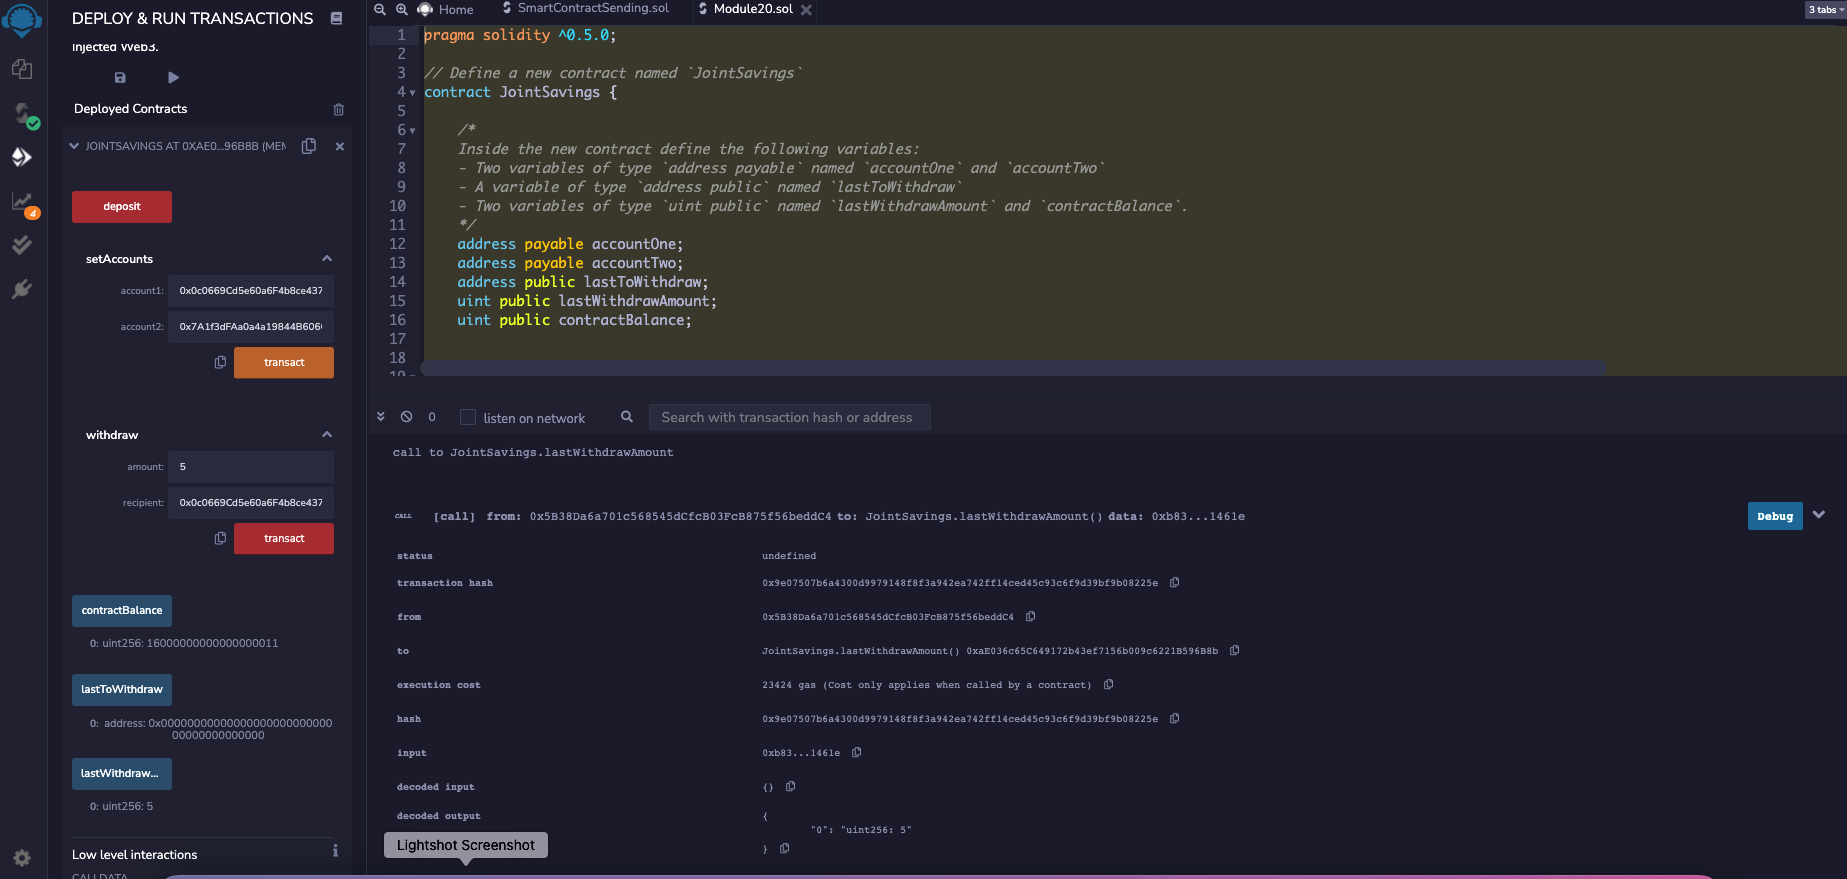 DEPLOY & RUN TRANSACTIONS
Injected Web3.
Deployed Contracts
JOINTSAVINGS AT 0XAE0...96B8B (MEM
deposit
setAccounts
account1: 0x0c0669Cd5e60a6F4b8ce437
account2: 0x7A1f3dFAa0a4a19844B606
transact
withdraw
amount: 5
recipient: 0x0c0669Cd5e60a6F4b8ce437
transact
contractBalance
0: uint256: 16000000000000000011
lastToWithdraw
0: address: 0x00000000000000000000000000
00000000000000
lastWithdraw...
0: uint256: 5
Low level interactions
CALLDATA
4
Home
SmartContractSending.sol
Module20.sol
3 tabs
1 pragma solidity ^0.5.0;
2
3 // Define a new contract named `JointSavings`
4 contract JointSavings {
5
6 /*
7 Inside the new contract define the following variables:
8 - Two variables of type `address payable` named `accountOne` and `accountTwo`
9 - A variable of type `address public` named `lastToWithdraw`
10 - Two variables of type `uint public` named `lastWithdrawAmount` and `contractBalance`.
11 */
12 address payable accountOne;
13 address payable accountTwo;
14 address public lastToWithdraw;
15 uint public lastWithdrawAmount;
16 uint public contractBalance;
17
18
19
0
listen on network
Search with transaction hash or address
call to JointSavings.lastWithdrawAmount
CALL [call] from: 0x5B38Da6a701c568545dCfcB03FcB875f56beddC4 to: JointSavings.lastWithdrawAmount() data: 0xb83...1461e
Debug
status undefined
transaction hash 0x9e07507b6a4300d9979148f8f3a942ea742ff14ced45c93c6f9d39bf9b08225e
from 0x5B38Da6a701c568545dCfcB03FcB875f56beddC4
to JointSavings.lastWithdrawAmount() 0xaE036c65C649172b43ef7156b009c6221B596B8b
execution cost 23424 gas (Cost only applies when called by a contract)
hash 0x9e07507b6a4300d9979148f8f3a942ea742ff14ced45c93c6f9d39bf9b08225e
input 0xb83...1461e
decoded input {}
decoded output {
"0": "uint256: 5"
}
Lightshot Screenshot